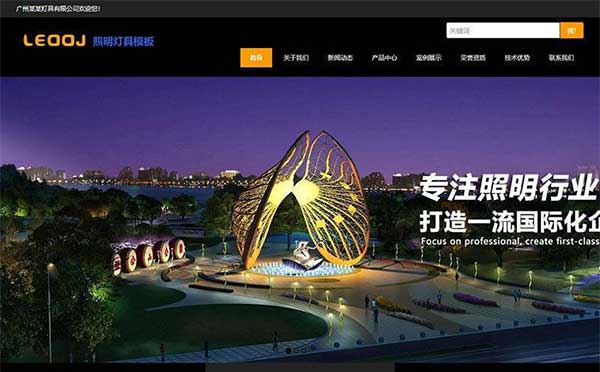 广州某某灯具有限公司欢迎您!
LEOOJ 照明灯具模板
关键词 搜!
首页 关于我们 新闻动态 产品中心 案例展示 荣誉资质 技术优势 联系我们
专注照明行业
打造一流国际化企
Focus on professional, create first-class